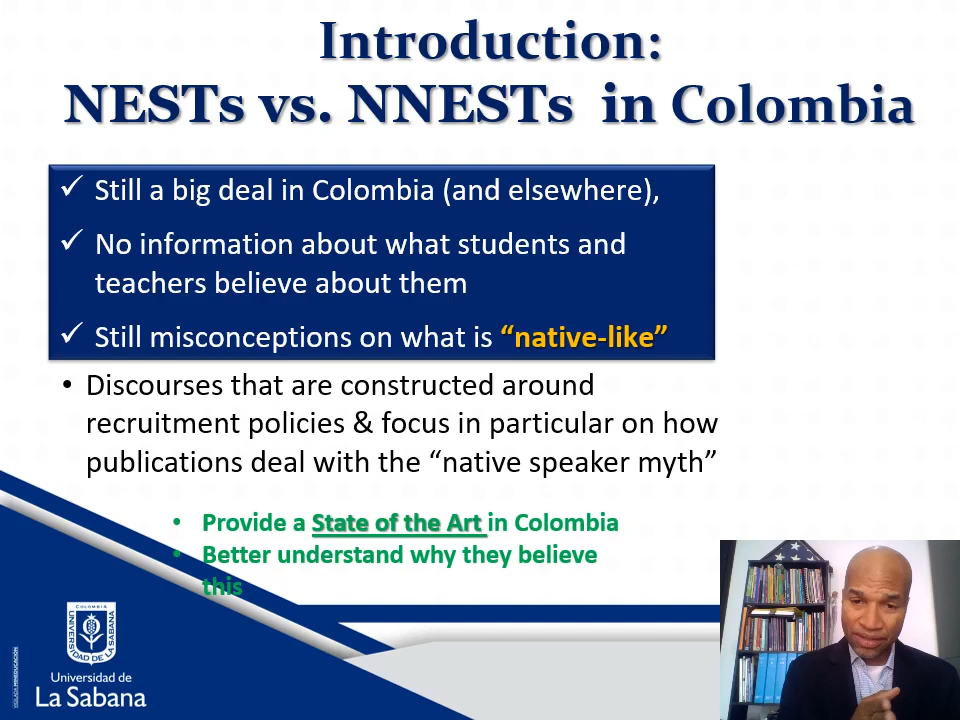 Introduction:
NESTs vs. NNESTs in Colombia
✓ Still a big deal in Colombia (and elsewhere),
✓ No information about what students and
teachers believe about them
✓ Still misconceptions on what is “native-like”
• Discourses that are constructed around
recruitment policies & focus in particular on how
publications deal with the “native speaker myth”
• Provide a State of the Art in Colombia
• Better understand why they believe
this
COLOMBIA
UNIVERSIDAD DE LA SABANA
Universidad de
La Sabana
VIGILADA MINEDUCACIÓN